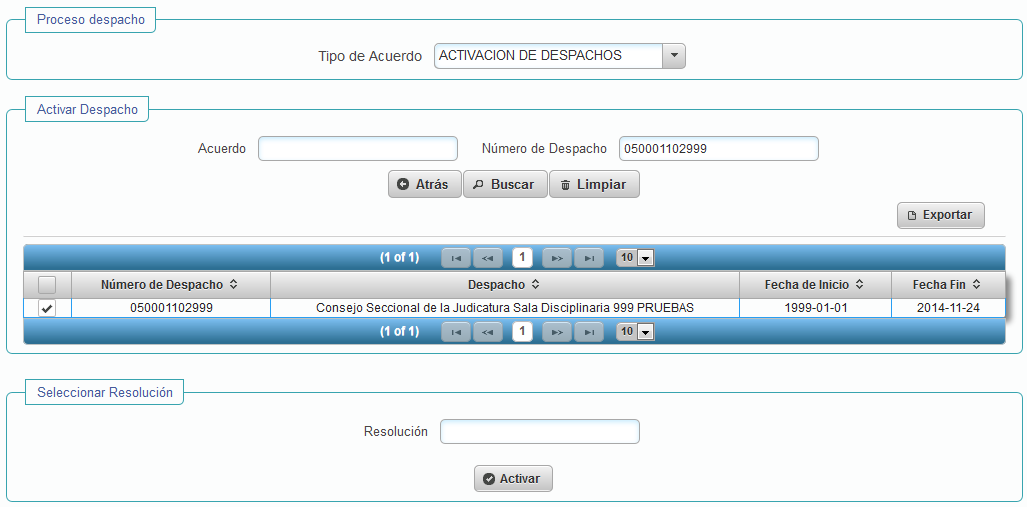 Proceso despacho
Tipo de Acuerdo ACTIVACION DE DESPACHOS
Activar Despacho
Acuerdo Número de Despacho 050001102999
Atrás Buscar Limpiar
Exportar
(1 of 1) 1 10
Número de Despacho Despacho Fecha de Inicio Fecha Fin
050001102999 Consejo Seccional de la Judicatura Sala Disciplinaria 999 PRUEBAS 1999-01-01 2014-11-24
(1 of 1) 1 10
Seleccionar Resolución
Resolución
Activar